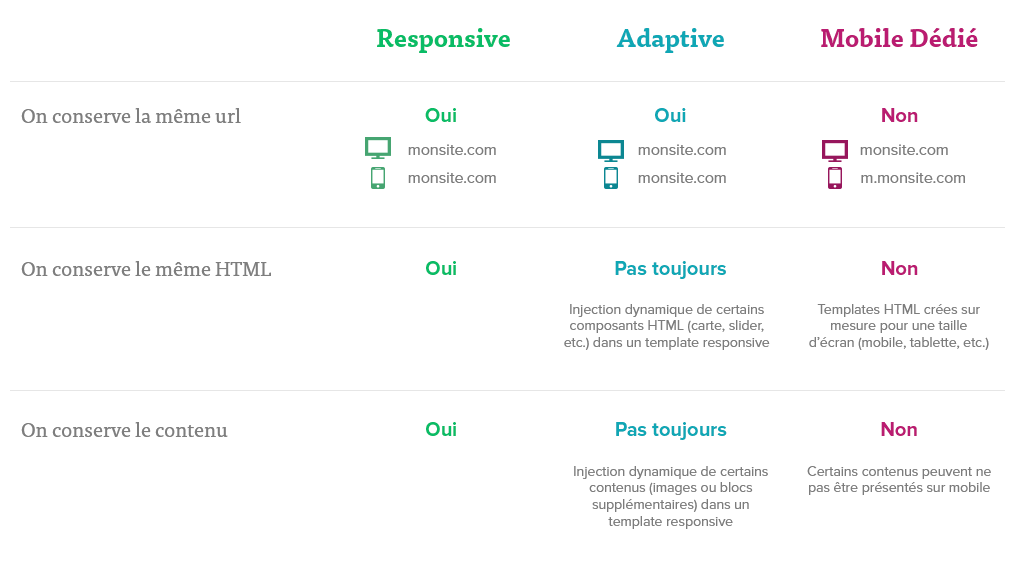 Responsive Adaptive Mobile Dédié
On conserve la même url Oui Oui Non
monsite.com monsite.com monsite.com
monsite.com monsite.com m.monsite.com
On conserve le même HTML Oui Pas toujours Non
Injection dynamique de certains
composants HTML (carte, slider,
etc.) dans un template responsive
Templates HTML crées sur
mesure pour une taille
d'écran (mobile, tablette, etc.)
On conserve le contenu Oui Pas toujours Non
Injection dynamique de certains
contenus (images ou blocs
supplémentaires) dans un
template responsive
Certains contenus peuvent ne
pas être présentés sur mobile